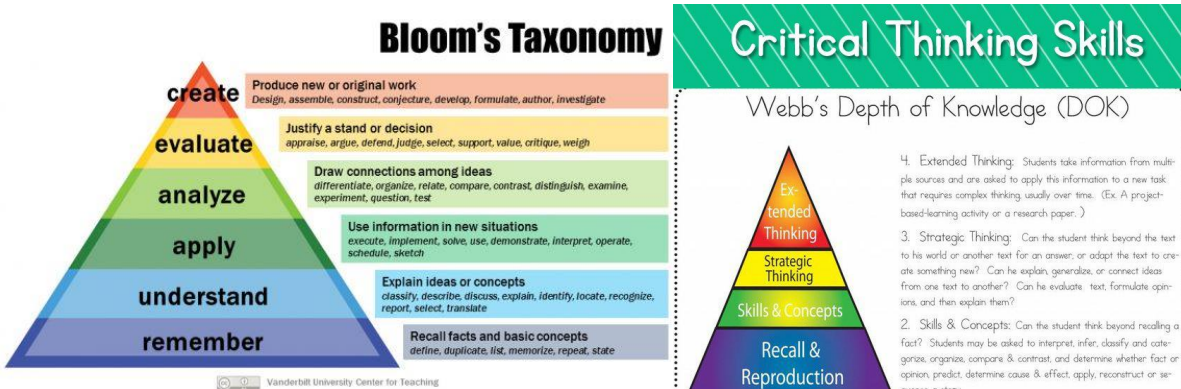 Bloom's Taxonomy
create
Produce new or original work
Design, assemble, construct, conjecture, develop, formulate, author, investigate
evaluate
Justify a stand or decision
appraise, argue, defend, judge, select, support, value, critique, weigh
analyze
Draw connections among ideas
differentiate, organize, relate, compare, contrast, distinguish, examine,
experiment, question, test
apply
Use information in new situations
execute, implement, solve, use, demonstrate, interpret, operate,
schedule, sketch
understand
Explain ideas or concepts
classify, describe, discuss, explain, identify, locate, recognize,
report, select, translate
remember
Recall facts and basic concepts
define, duplicate, list, memorize, repeat, state
Vanderbilt University Center for Teaching
Critical Thinking Skills
Webb's Depth of Knowledge (DOK)
Ex-
tended
Thinking
Strategic
Thinking
Skills & Concepts
Recall &
Reproduction
4. Extended Thinking: Students take information from multi-
ple sources and are asked to apply this information to a new task
that requires complex thinking, usually over time. (Ex. A project-
based-learning activity or a research paper. )
3. Strategic Thinking: Can the student think beyond the text
to his world or another text for an answer, or adapt the text to cre-
ate something new? Can he explain, generalize, or connect ideas
from one text to another? Can he evaluate text, formulate opin-
ions, and then explain them?
2. Skills & Concepts: Can the student think beyond recalling a
fact? Students may be asked to interpret, infer, classify and cate-
gorize, organize, compare & contrast, and determine whether fact or
opinion, predict, determine cause & effect, apply, reconstruct or se-